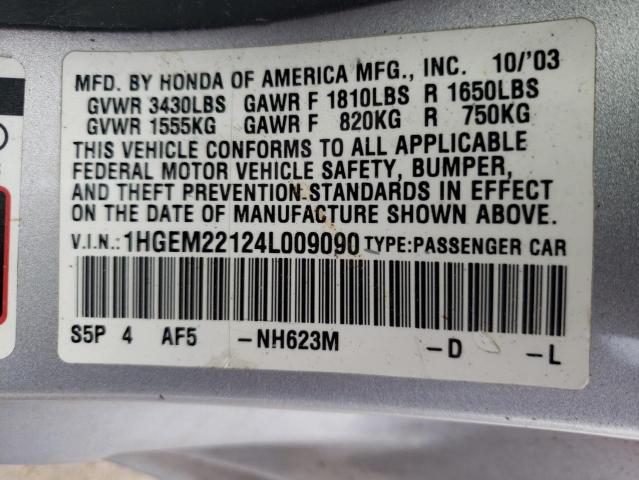 MFD. BY HONDA OF AMERICA MFG., INC. 10/'03
GVWR 3430LBS GAWR F 1810LBS R 1650LBS
GVWR 1555KG GAWR F 820KG R 750KG
THIS VEHICLE CONFORMS TO ALL APPLICABLE
FEDERAL MOTOR VEHICLE SAFETY, BUMPER,
AND THEFT PREVENTION STANDARDS IN EFFECT
ON THE DATE OF MANUFACTURE SHOWN ABOVE.
V.I.N.: 1HGEM22124L009090 TYPE:PASSENGER CAR
S5P 4 AF5 -NH623M -D -L